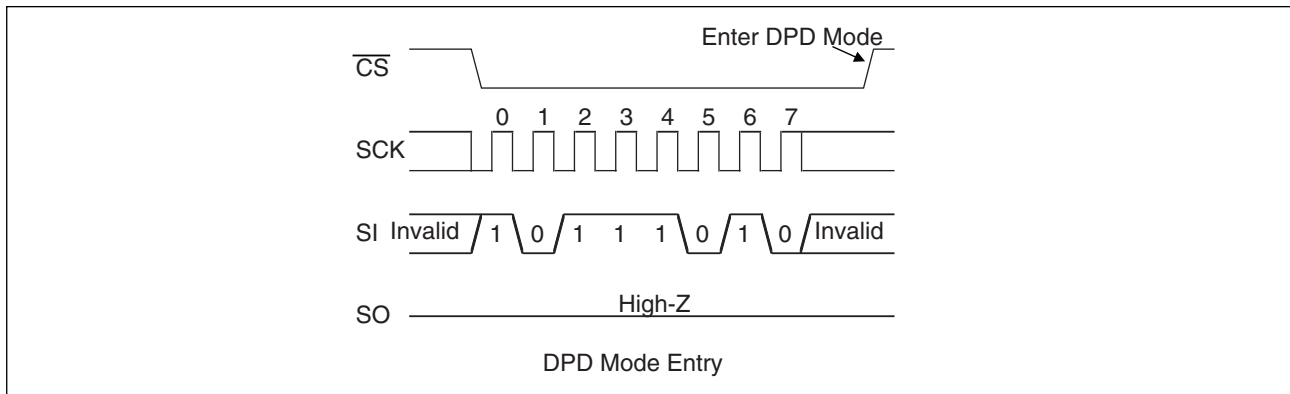 Enter DPD Mode
CS
0 1 2 3 4 5 6 7
SCK
SI Invalid 1 0 1 1 1 0 1 0 Invalid
High-Z
SO
DPD Mode Entry